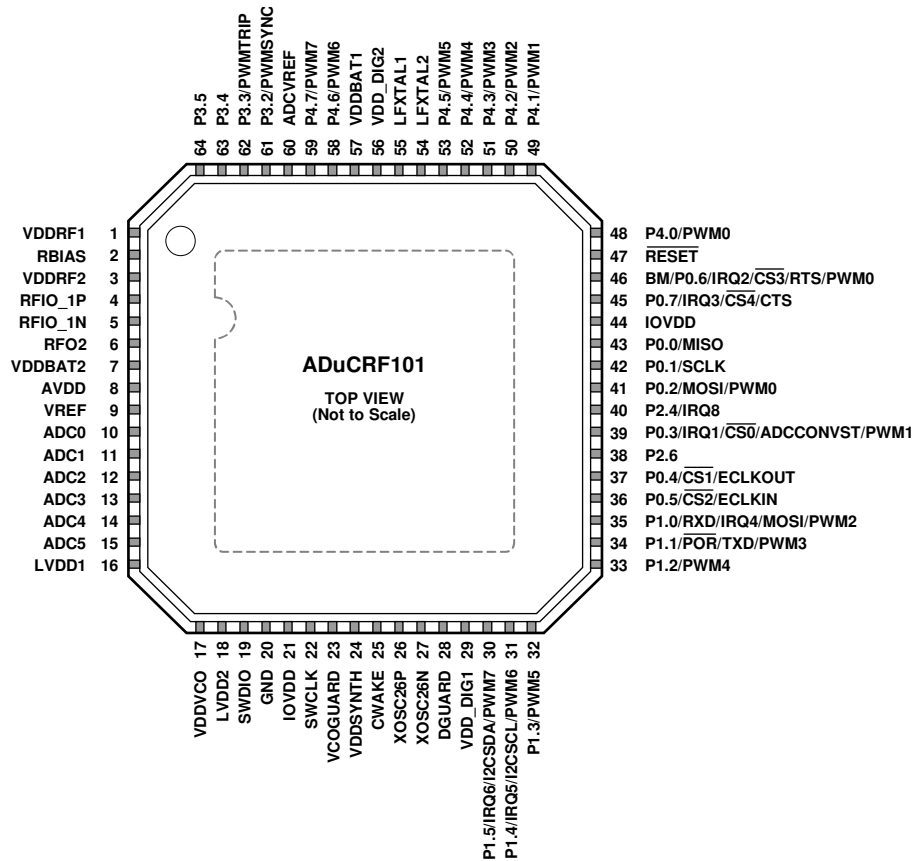 64 P3.5
63 P3.4
62 P3.3/PWMTRIP
61 P3.2/PWMSYNC
60 ADCVREF
59 P4.7/PWM7
58 P4.6/PWM6
57 VDDBAT1
56 VDD_DIG2
55 LFXTAL1
54 LFXTAL2
53 P4.5/PWM5
52 P4.4/PWM4
51 P4.3/PWM3
50 P4.2/PWM2
49 P4.1/PWM1
VDDRF1 1
RBIAS 2
VDDRF2 3
RFIO_1P 4
RFIO_1N 5
RFO2 6
VDDBAT2 7
AVDD 8
VREF 9
ADC0 10
ADC1 11
ADC2 12
ADC3 13
ADC4 14
ADC5 15
LVDD1 16
ADuCRF101
TOP VIEW
(Not to Scale)
48 P4.0/PWM0
47 RESET
46 BM/P0.6/IRQ2/CS3/RTS/PWM0
45 P0.7/IRQ3/CS4/CTS
44 IOVDD
43 P0.0/MISO
42 P0.1/SCLK
41 P0.2/MOSI/PWM0
40 P2.4/IRQ8
39 P0.3/IRQ1/CS0/ADCCONVST/PWM1
38 P2.6
37 P0.4/CS1/ECLKOUT
36 P0.5/CS2/ECLKIN
35 P1.0/RXD/IRQ4/MOSI/PWM2
34 P1.1/POR/TXD/PWM3
33 P1.2/PWM4
VDDVCO 17
LVDD2 18
SWDIO 19
GND 20
IOVDD 21
SWCLK 22
VCOGUARD 23
VDDSYNTH 24
CWAKE 25
XOSC26P 26
XOSC26N 27
DGUARD 28
VDD_DIG1 29
P1.5/IRQ6/I2CSDA/PWM7 30
P1.4/IRQ5/I2CSCL/PWM6 31
P1.3/PWM5 32